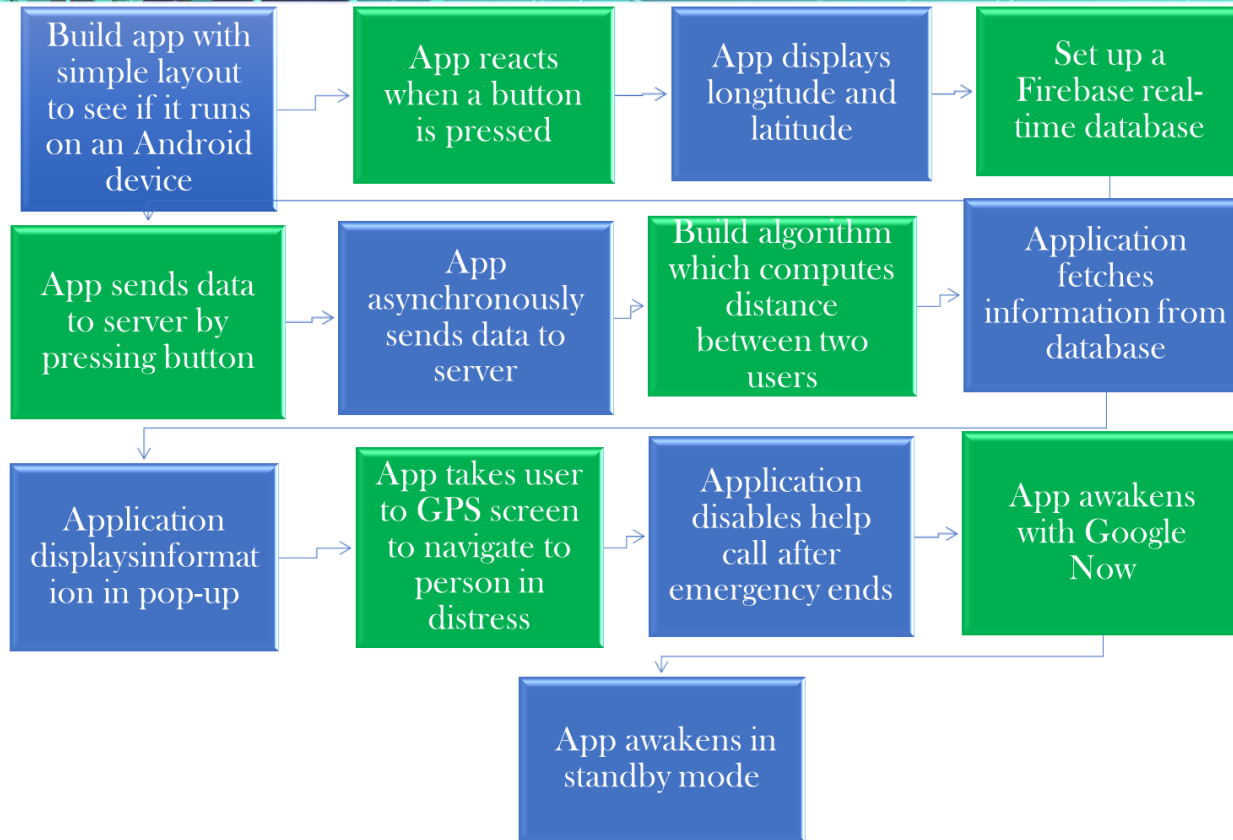 Build app with
simple layout
to see if it runs
on an Android
device
App reacts
when a button
is pressed
App displays
longitude and
latitude
Set up a
Firebase real-
time database
App sends data
to server by
pressing button
App
asynchronously
sends data to
server
Build algorithm
which computes
distance
between two
users
Application
fetches
information from
database
Application
displaysinformat
ion in pop-up
App takes user
to GPS screen
to navigate to
person in
distress
Application
disables help
call after
emergency ends
App awakens
with Google
Now
App awakens in
standby mode